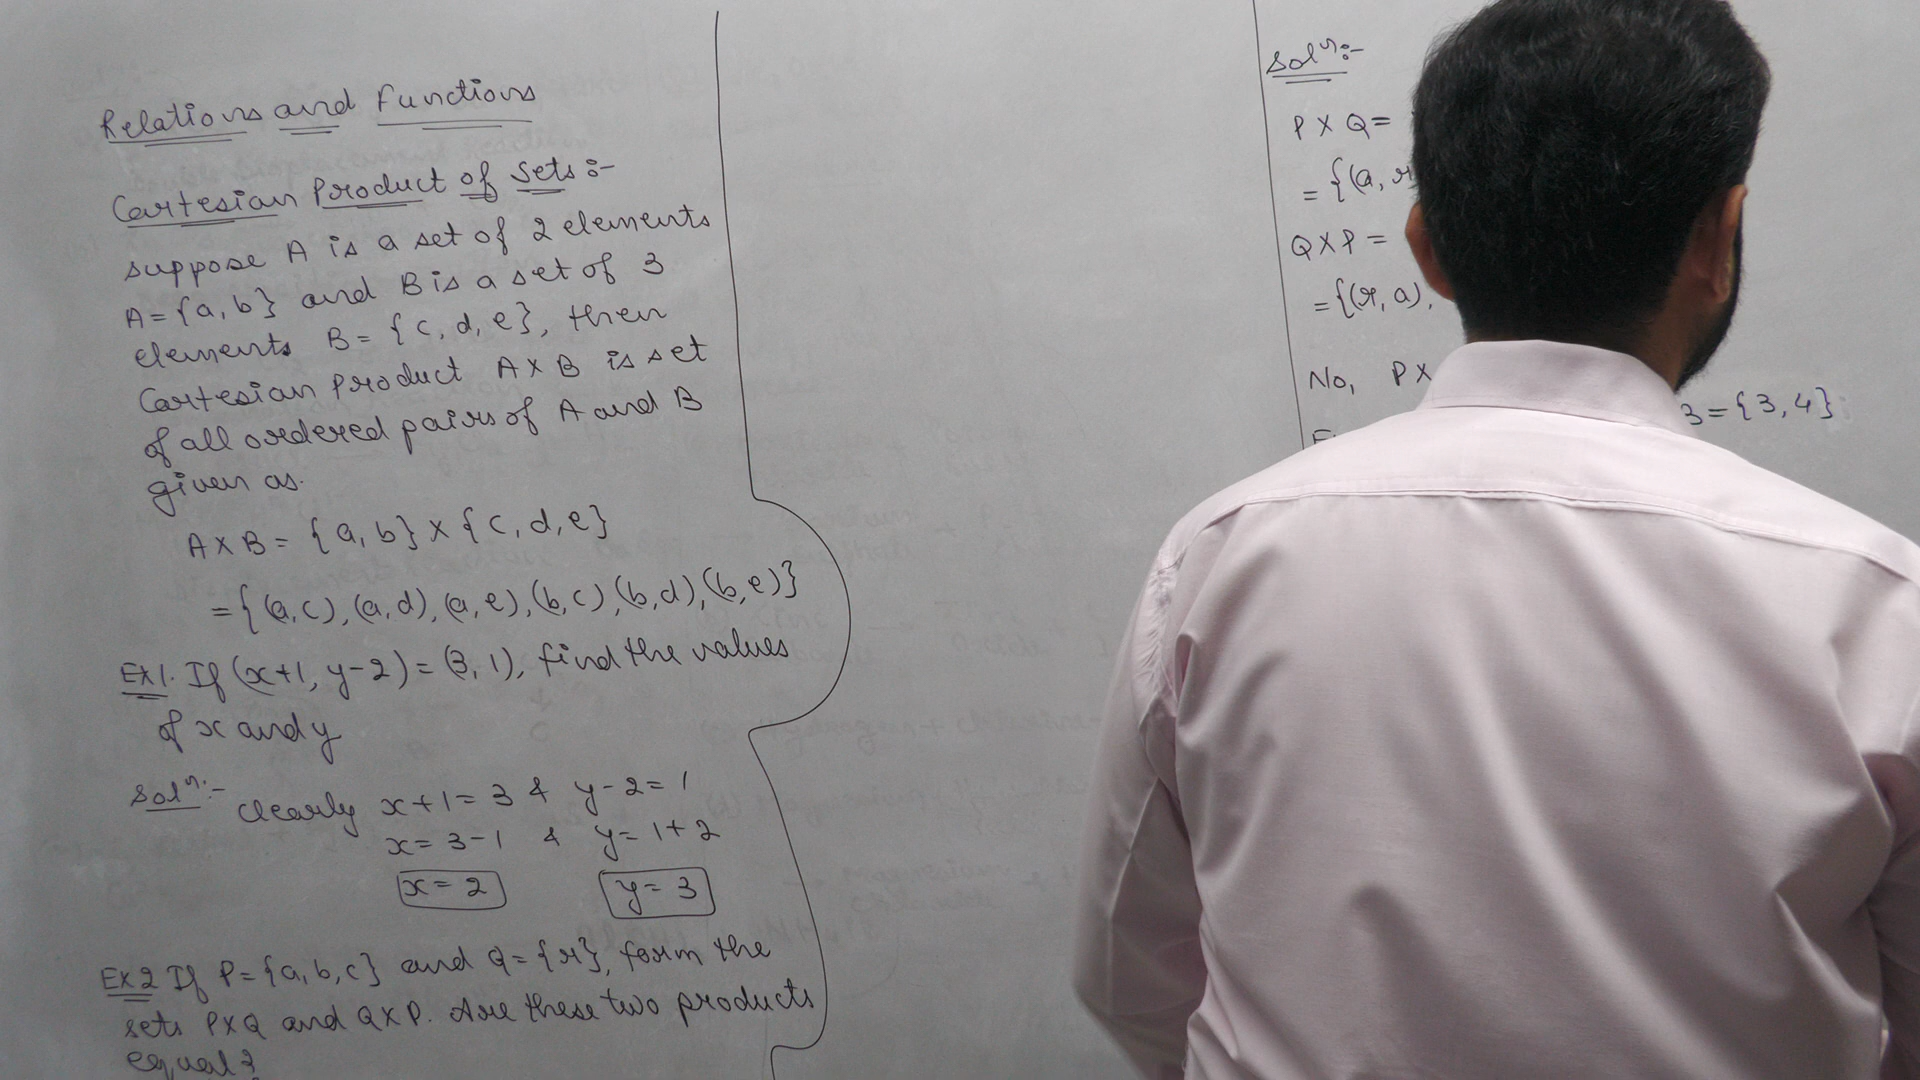 Relations and Functions
Cartesian Product of Sets:-
suppose A is a set of 2 elements
A={a, b} and B is a set of 3
elements B= {c, d, e}, then
Cartesian Product A×B is set
of all ordered pairs of A and B
given as.
A×B= {a, b} × {c, d, e}
={(a,c),(a,d),(a,e),(b,c),(b,d),(b,e)}
Ex1. If (x+1, y-2)=(3, 1), find the values
of x and y
Solⁿ:- clearly x+1=3 & y-2=1
x=3-1 & y=1+2
x=2 y=3
Ex2 If P={a,b,c} and Q={r}, form the
sets P×Q and Q×P. Are these two products
equal?
Solⁿ:-
P×Q=
={(a, r
Q×P=
={(r, a),
No, P×
3={3,4}